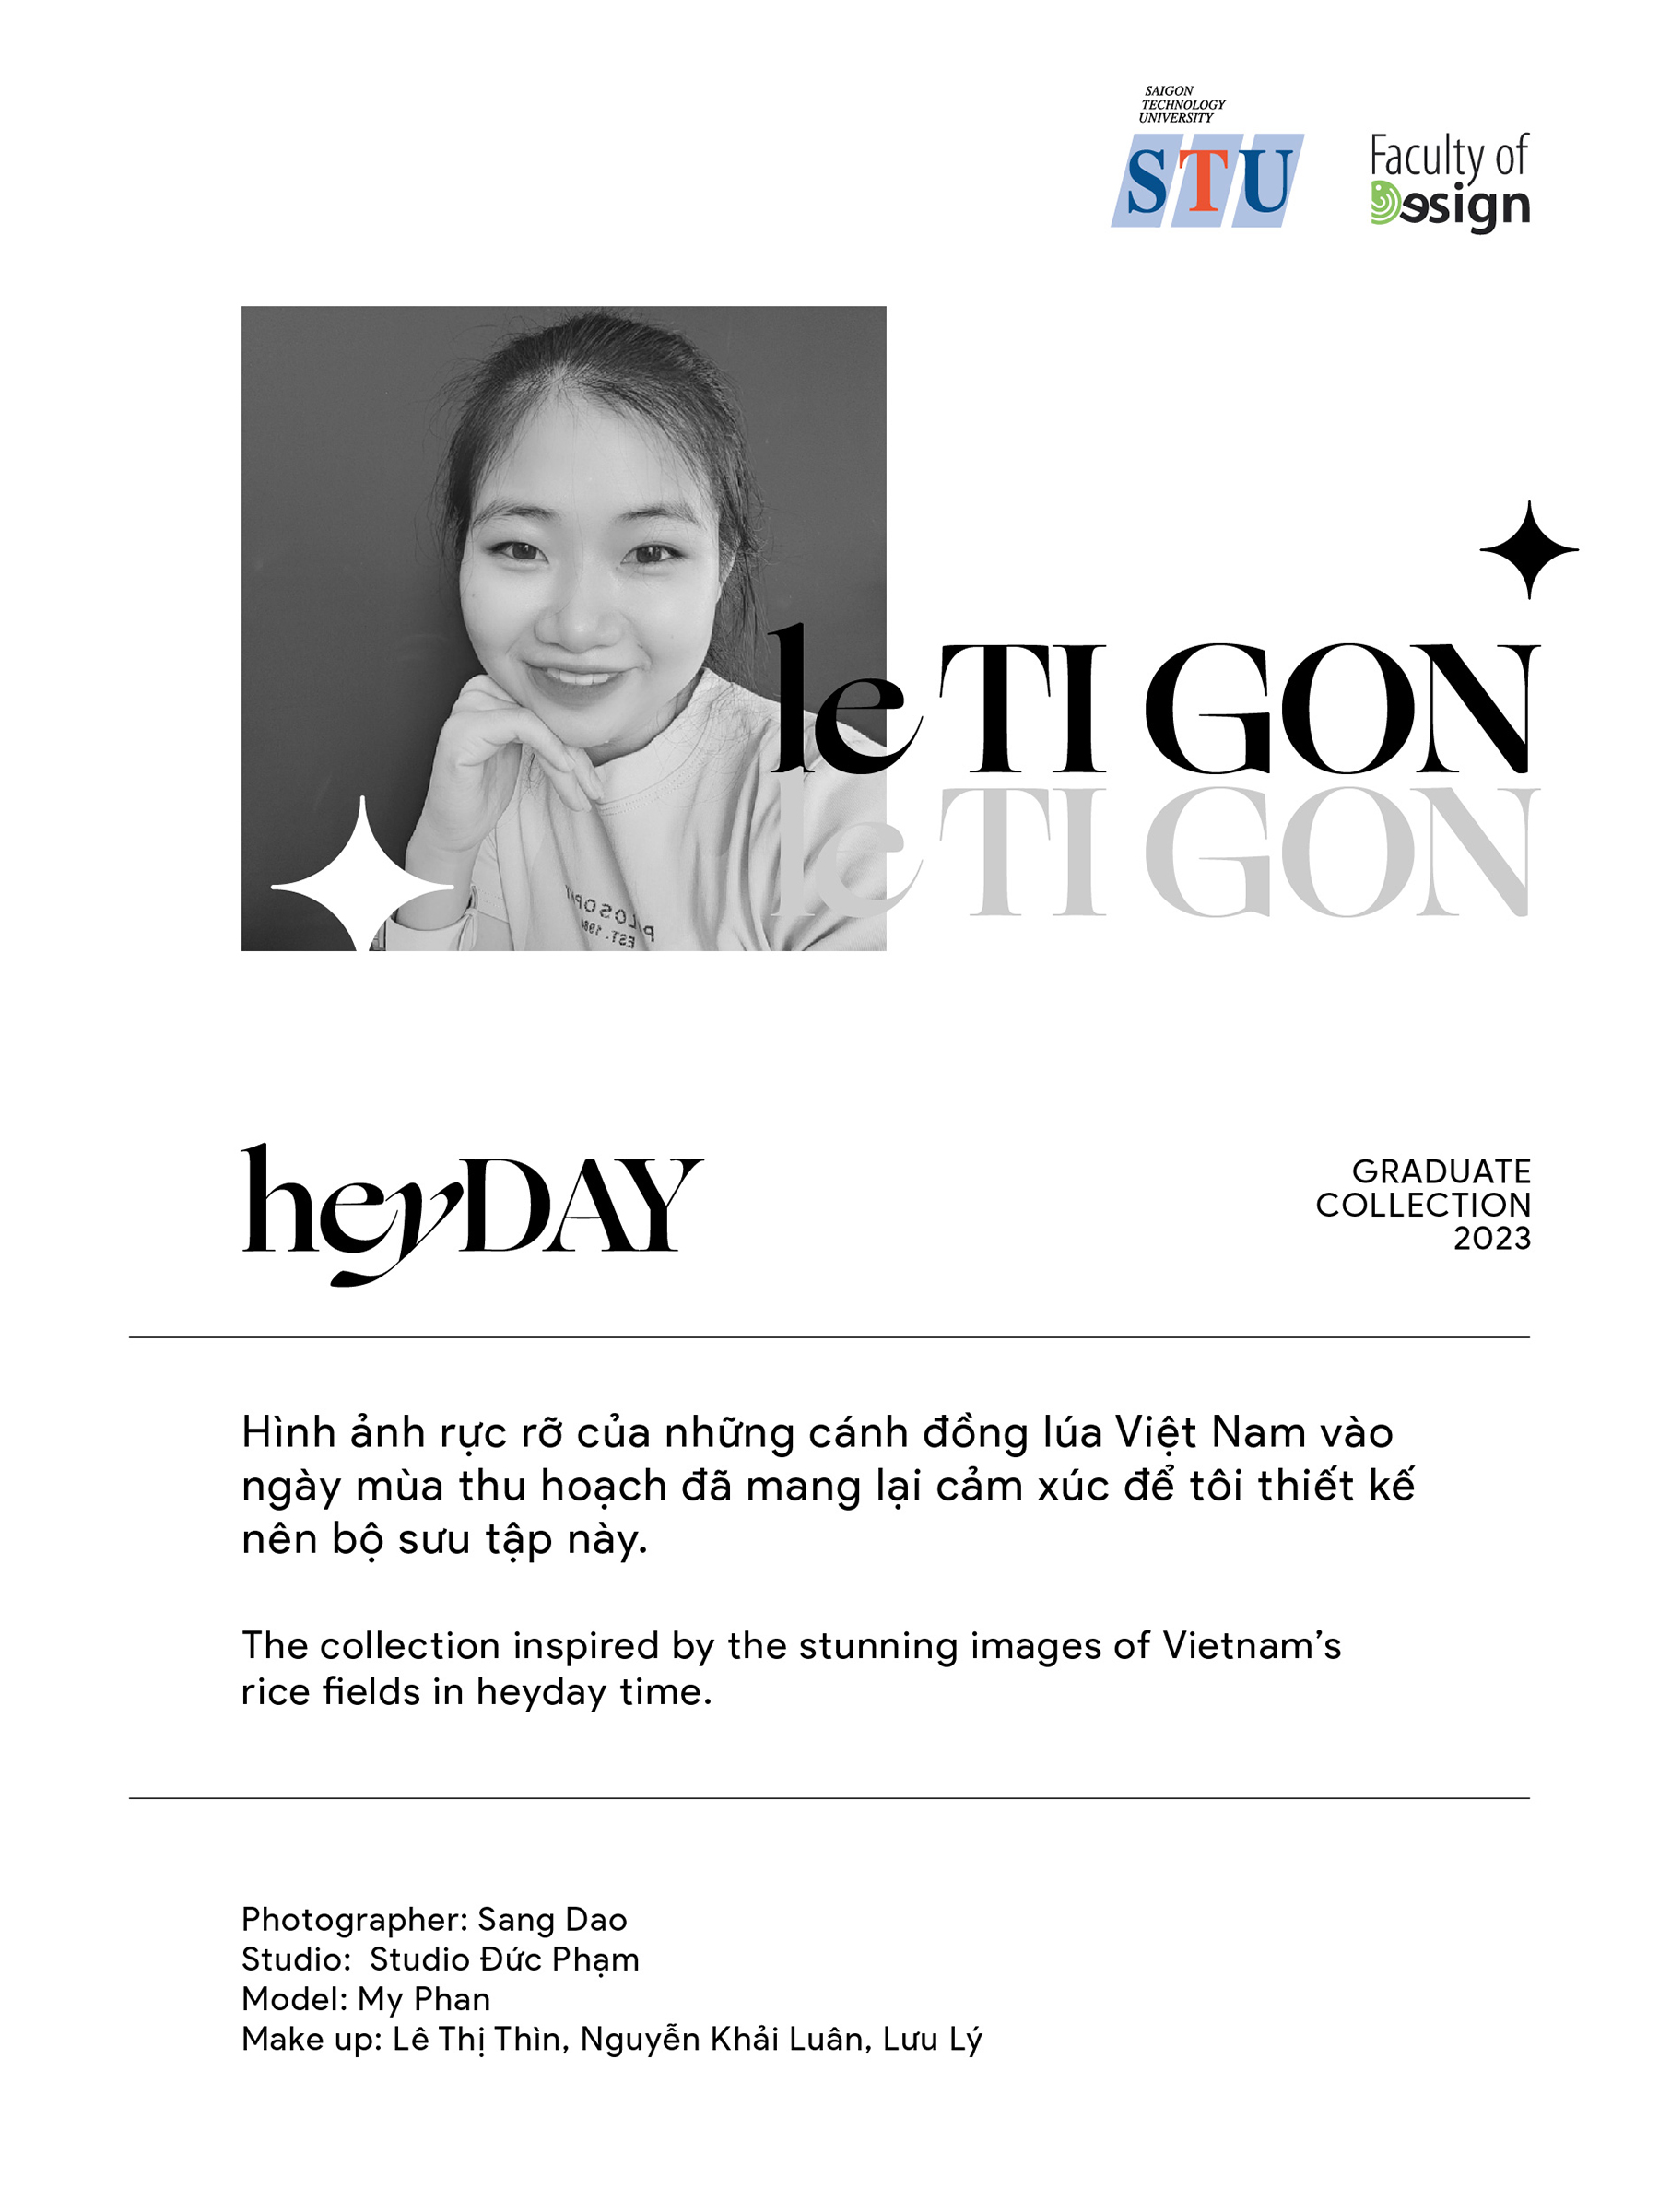 SAIGON
TECHNOLOGY
UNIVERSITY
STU
Faculty of
Design
le TI GON
le TI GON
EST. 198
heyDAY
GRADUATE
COLLECTION
2023
Hình ảnh rực rỡ của những cánh đồng lúa Việt Nam vào
ngày mùa thu hoạch đã mang lại cảm xúc để tôi thiết kế
nên bộ sưu tập này.
The collection inspired by the stunning images of Vietnam’s
rice fields in heyday time.
Photographer: Sang Dao
Studio: Studio Đức Phạm
Model: My Phan
Make up: Lê Thị Thìn, Nguyễn Khải Luân, Lưu Lý